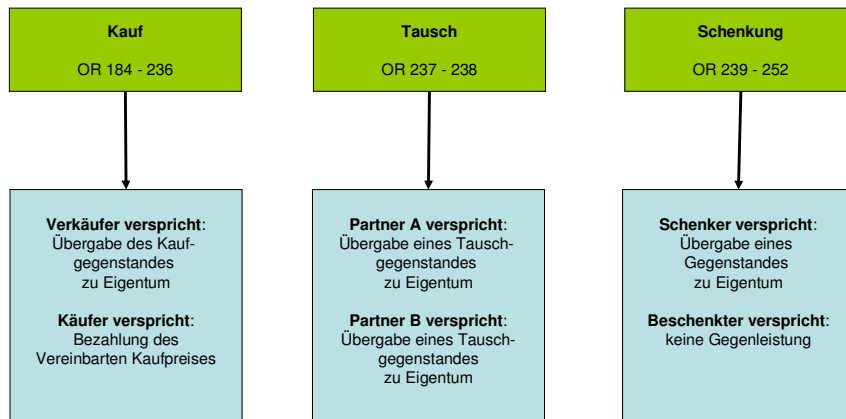 Kauf
OR 184 - 236
Tausch
OR 237 - 238
Schenkung
OR 239 - 252
Verkäufer verspricht:
Übergabe des Kauf-
gegenstandes
zu Eigentum
Käufer verspricht:
Bezahlung des
Vereinbarten Kaufpreises
Partner A verspricht:
Übergabe eines Tausch-
gegenstandes
zu Eigentum
Partner B verspricht:
Übergabe eines Tausch-
gegenstandes
zu Eigentum
Schenker verspricht:
Übergabe eines
Gegenstandes
zu Eigentum
Beschenkter verspricht:
keine Gegenleistung